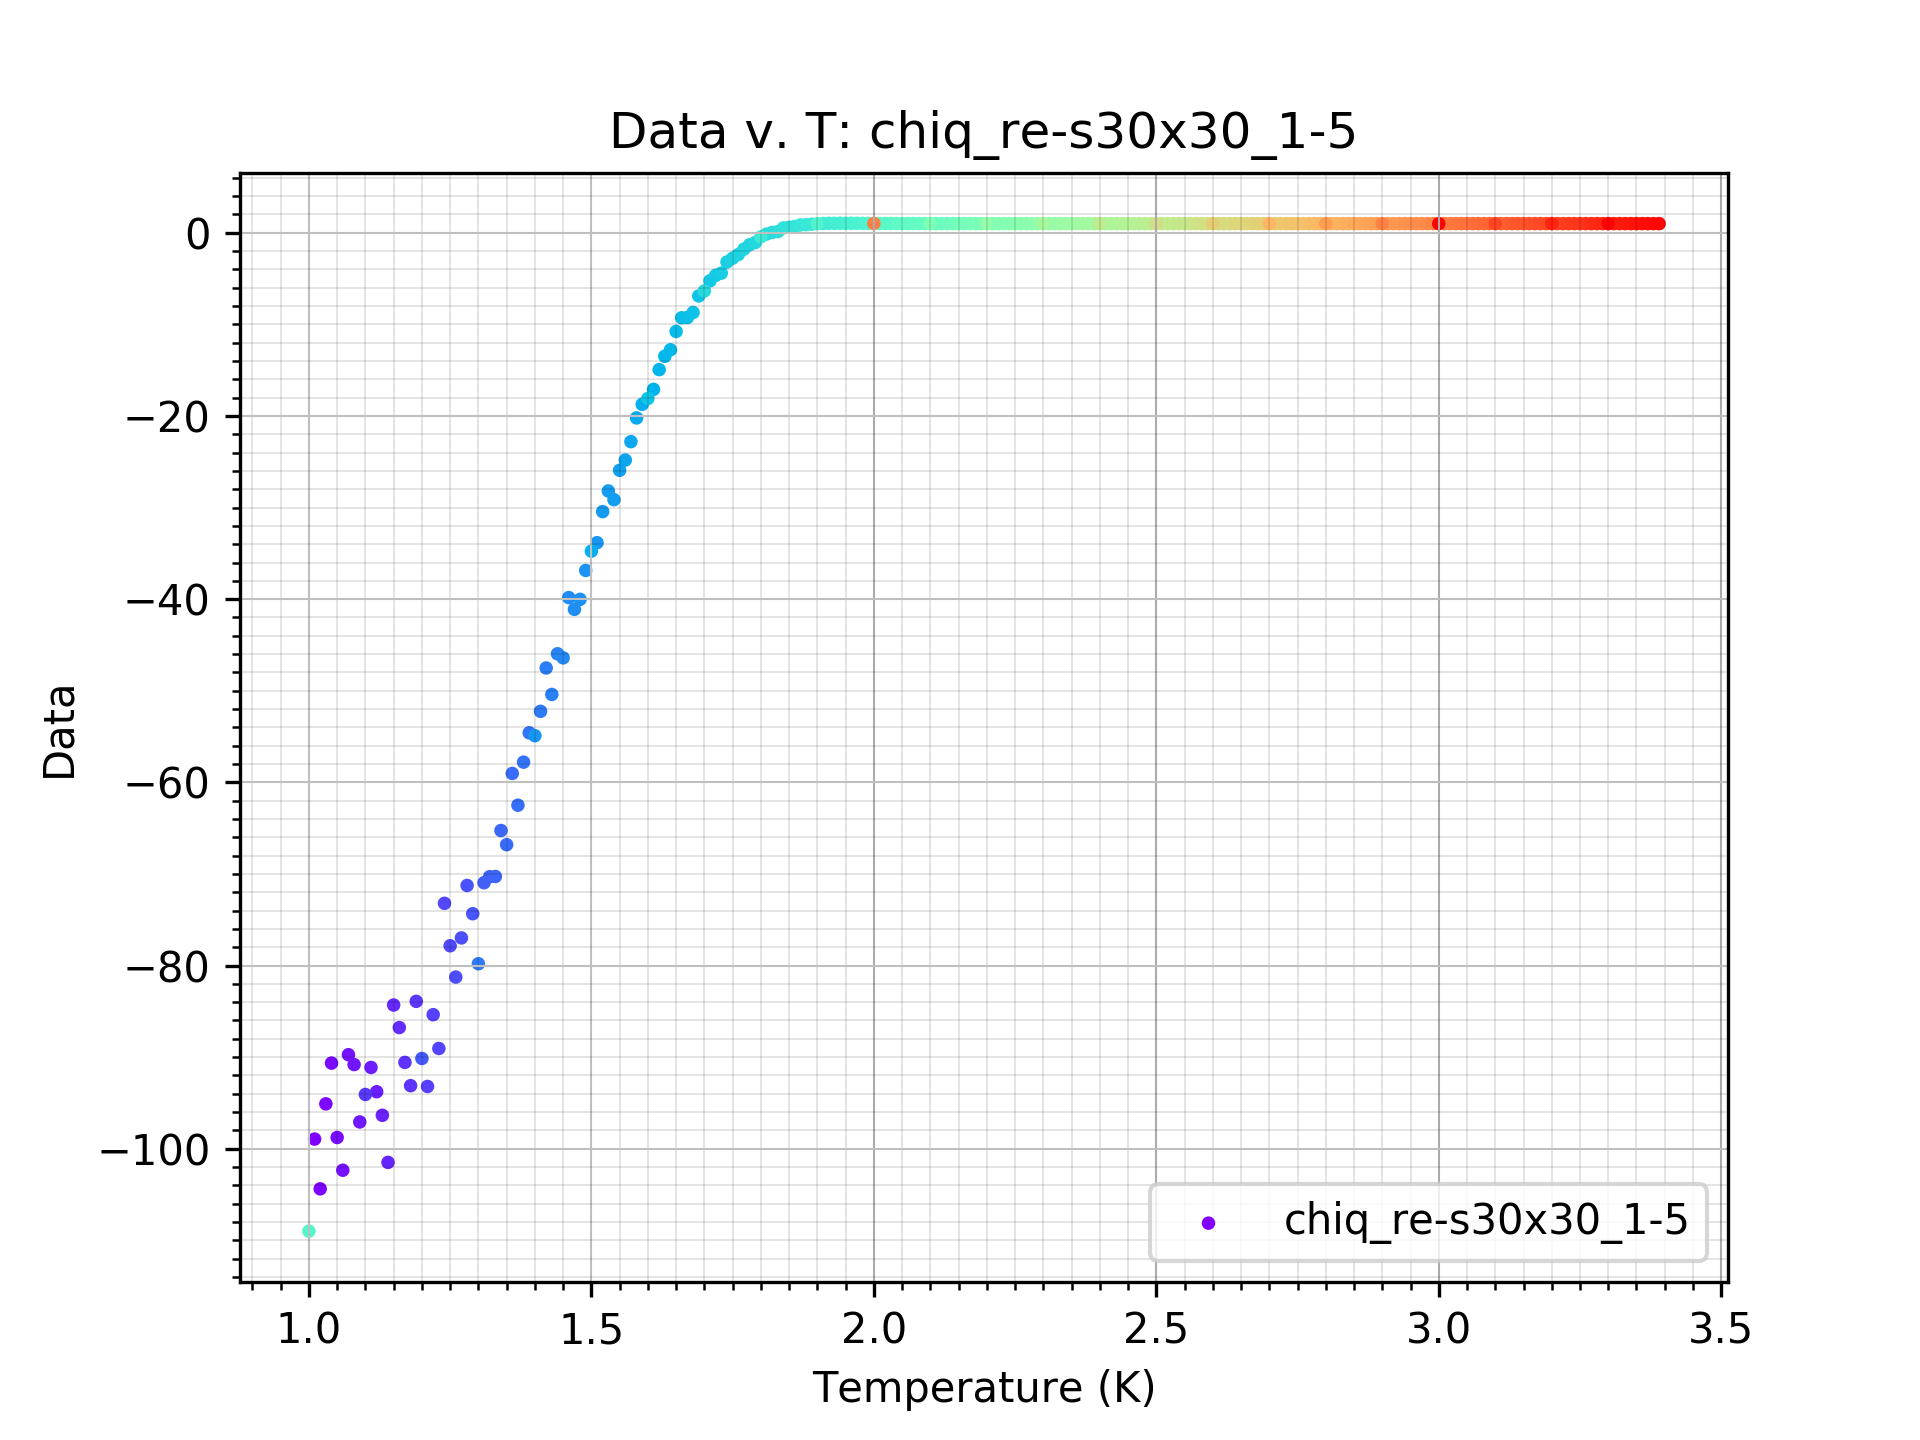 Data v. T: chiq_re-s30x30_1-5
0
−20
−40
−60
−80
−100
Data
chiq_re-s30x30_1-5
1.0 1.5 2.0 2.5 3.0 3.5
Temperature (K)